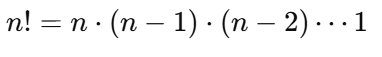 n! = n · (n − 1) · (n − 2) ⋯ 1